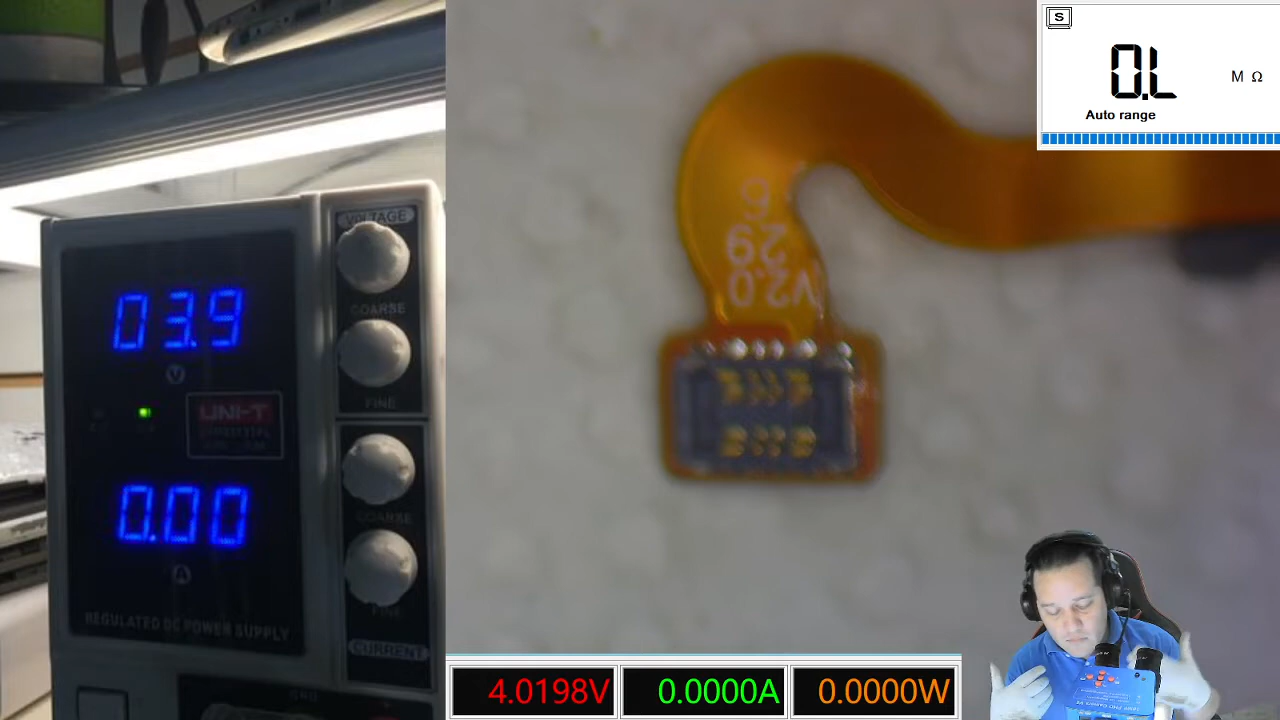 VOLTAGE
03.9
COARSE
V
FINE
UNI-T
COARSE
0.00
A
FINE
REGULATED DC POWER SUPPLY
CURRENT
C
29
V2.0
S
0.L
M Ω
Auto range
4.0198V
0.0000A
0.0000W